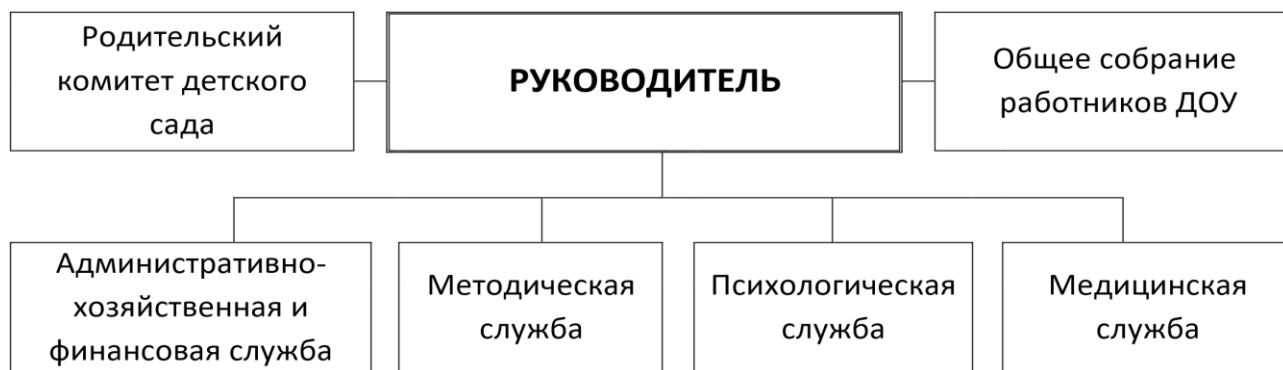 Родительский
комитет детского
сада
РУКОВОДИТЕЛЬ
Общее собрание
работников ДОУ
Административно-
хозяйственная и
финансовая служба
Методическая
служба
Психологическая
служба
Медицинская
служба